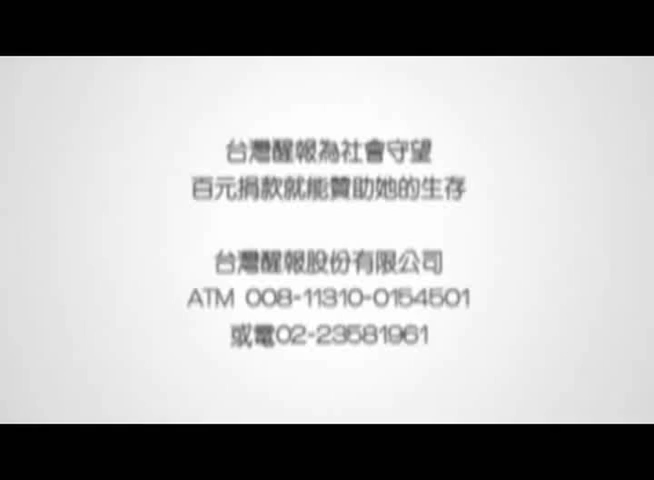 台灣醒報為社會守望
百元捐款就能贊助她的生存
台灣醒報股份有限公司
ATM 008-11310-0154501
或電02-23581961